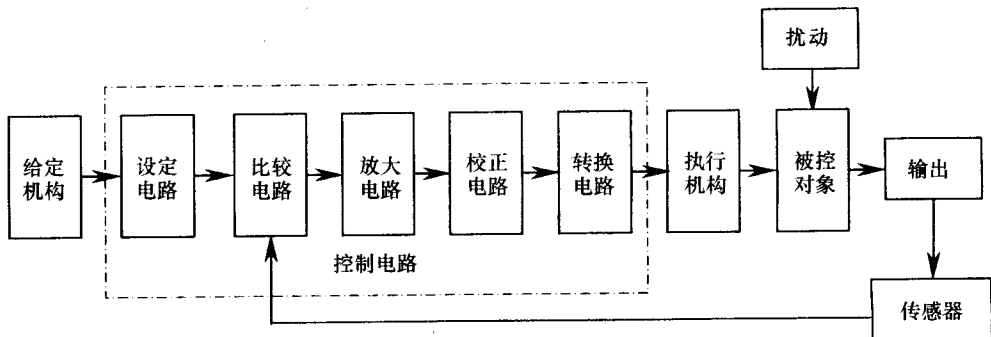 扰动
给定
机构
设定
电路
比较
电路
放大
电路
校正
电路
转换
电路
执行
机构
被控
对象
输出
控制电路
传感器